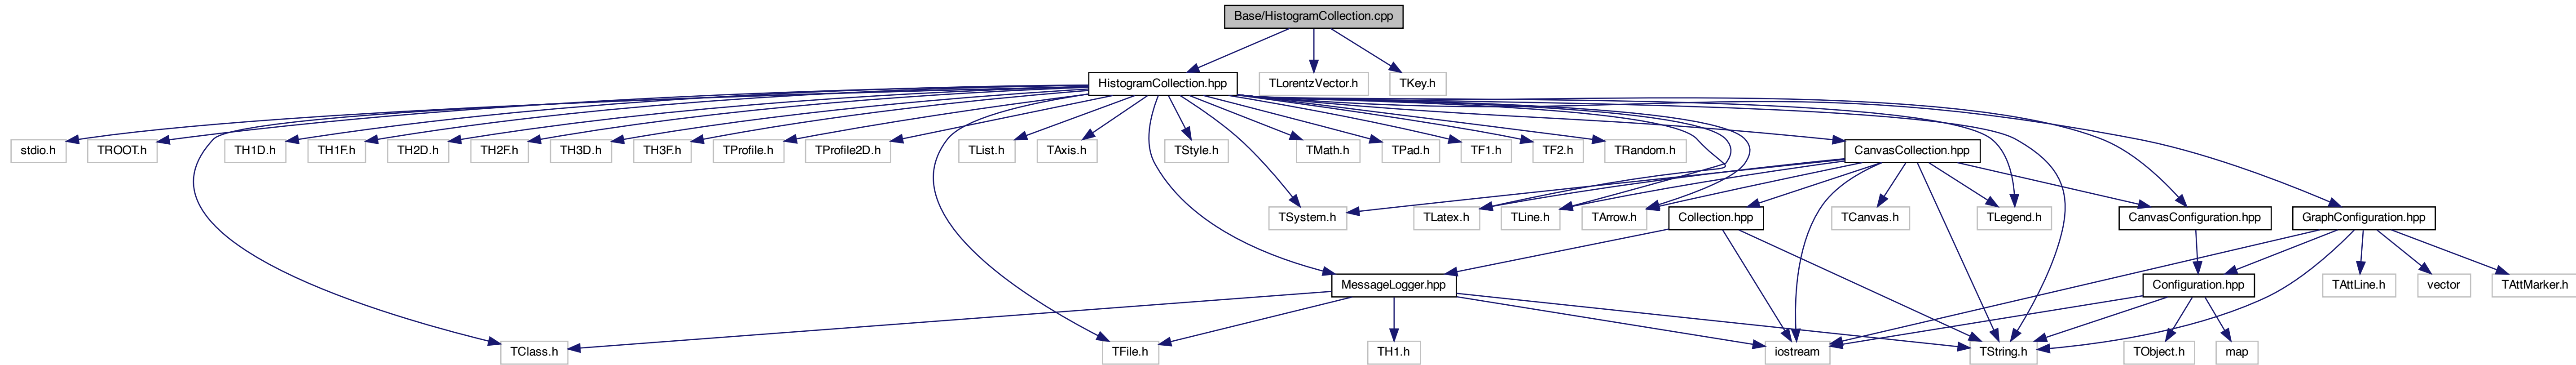 Base/HistogramCollection.cpp
HistogramCollection.hpp
TLorentzVector.h
TKey.h
stdio.h
TROOT.h
TH1D.h
TH1F.h
TH2D.h
TH2F.h
TH3D.h
TH3F.h
TProfile.h
TProfile2D.h
TList.h
TAxis.h
TStyle.h
TMath.h
TPad.h
TF1.h
TF2.h
TRandom.h
CanvasCollection.hpp
TSystem.h
TLatex.h
TLine.h
TArrow.h
Collection.hpp
TCanvas.h
TLegend.h
CanvasConfiguration.hpp
GraphConfiguration.hpp
MessageLogger.hpp
Configuration.hpp
TAttLine.h
vector
TAttMarker.h
TClass.h
TFile.h
TH1.h
iostream
TString.h
TObject.h
map